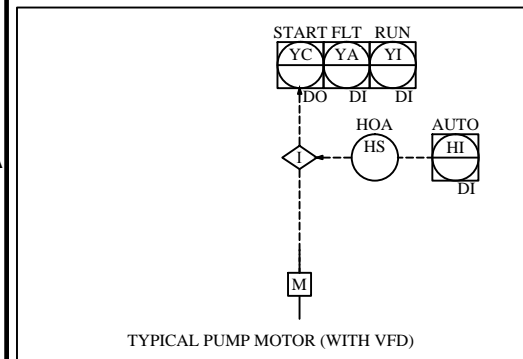 START FLT RUN
YC YA YI
DO DI DI
HOA AUTO
I HS HI
DI
M
TYPICAL PUMP MOTOR (WITH VFD)